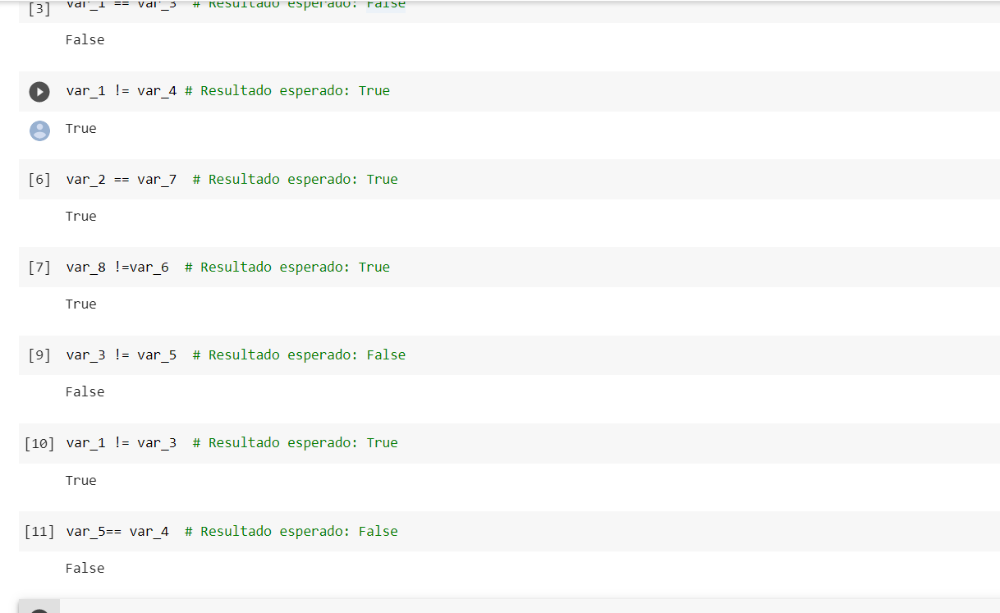 [3] var_1 == var_3  # Resultado esperado: False
False
var_1 != var_4 # Resultado esperado: True
True
[6] var_2 == var_7  # Resultado esperado: True
True
[7] var_8 !=var_6  # Resultado esperado: True
True
[9] var_3 != var_5  # Resultado esperado: False
False
[10] var_1 != var_3  # Resultado esperado: True
True
[11] var_5== var_4  # Resultado esperado: False
False